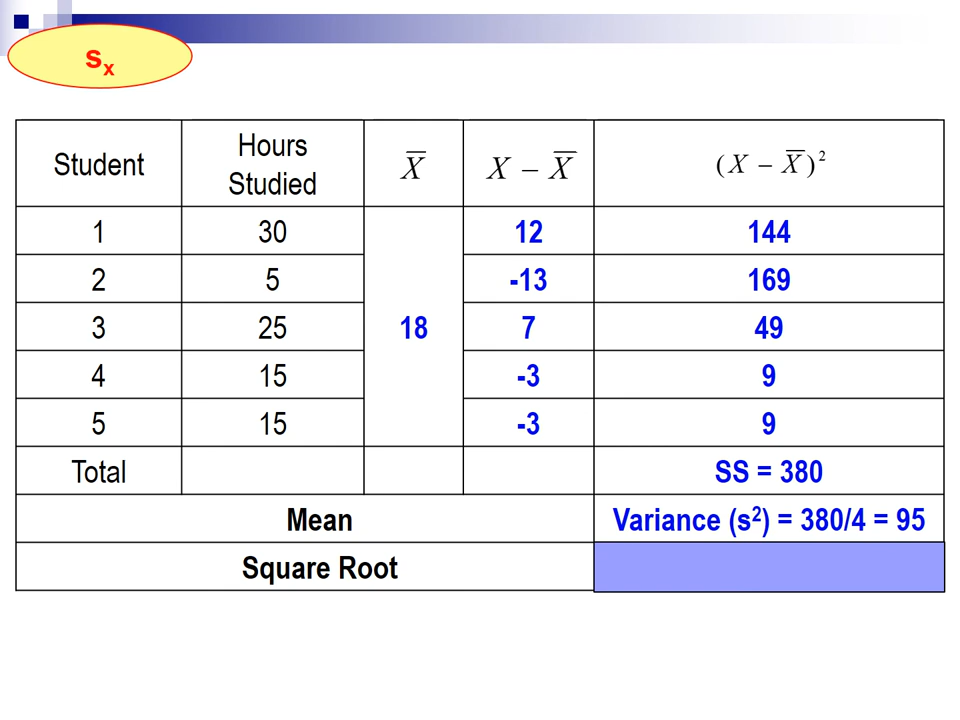 sₓ
Student Hours Studied X̅ X – X̅ (X – X̅)²
1 30 12 144
2 5 -13 169
3 25 18 7 49
4 15 -3 9
5 15 -3 9
Total SS = 380
Mean Variance (s²) = 380/4 = 95
Square Root